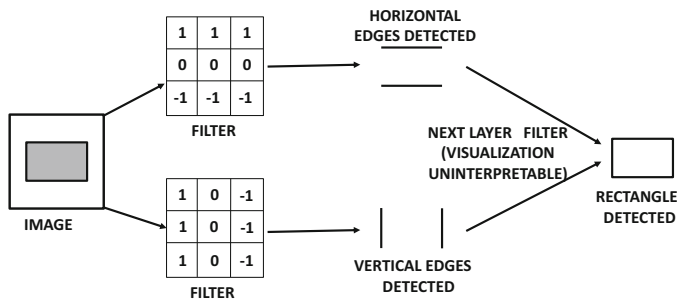 IMAGE
1 1 1
0 0 0
-1 -1 -1
FILTER
1 0 -1
1 0 -1
1 0 -1
FILTER
HORIZONTAL
EDGES DETECTED
VERTICAL EDGES
DETECTED
NEXT LAYER FILTER
(VISUALIZATION
UNINTERPRETABLE)
RECTANGLE
DETECTED